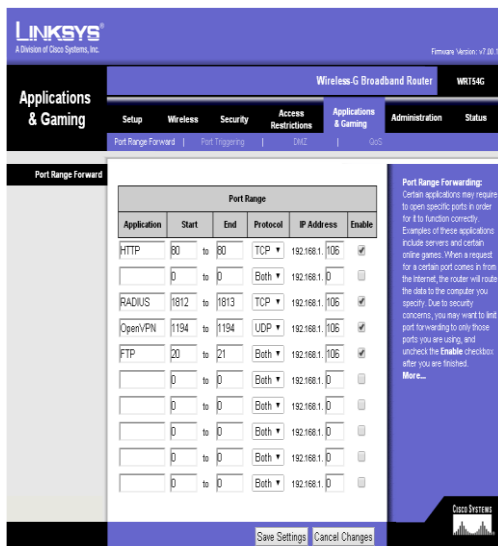 LINKSYS®
A Division of Cisco Systems, Inc.
Firmware Version: v7.00.1
Wireless-G Broadband Router WRT54G
Applications & Gaming
Setup Wireless Security Access Restrictions Applications & Gaming Administration Status
Port Range Forward | Port Triggering | DMZ | QoS
Port Range Forward
Port Range
Application Start End Protocol IP Address Enable
HTTP 80 to 80 TCP 192.168.1. 106
0 to 0 Both 192.168.1. 0
RADIUS 1812 to 1813 TCP 192.168.1. 106
OpenVPN 1194 to 1194 UDP 192.168.1. 106
FTP 20 to 21 Both 192.168.1. 106
0 to 0 Both 192.168.1. 0
0 to 0 Both 192.168.1. 0
0 to 0 Both 192.168.1. 0
0 to 0 Both 192.168.1. 0
0 to 0 Both 192.168.1. 0
Port Range Forwarding:
Certain applications may require
to open specific ports in order
for it to function correctly.
Examples of these applications
include servers and certain
online games. When a request
for a certain port comes in from
the Internet, the router will route
the data to the computer you
specify. Due to security
concerns, you may want to limit
port forwarding to only those
ports you are using, and
uncheck the Enable checkbox
after you are finished.
More...
Save Settings Cancel Changes
CISCO SYSTEMS